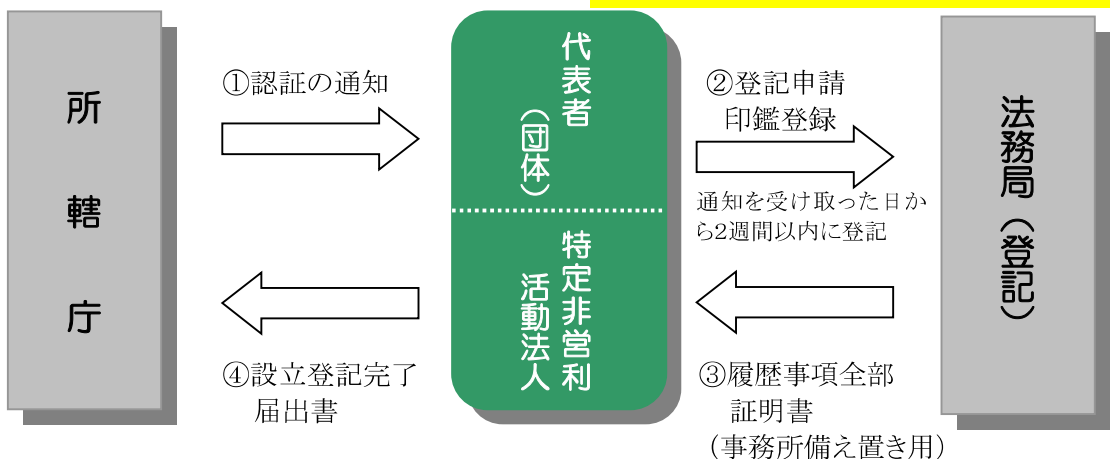 所轄庁
①認証の通知
代表者
（団体）
②登記申請
印鑑登録
通知を受け取った日か
ら2週間以内に登記
法務局（登記）
特定非営利
活動法人
③履歴事項全部
証明書
（事務所備え置き用）
④設立登記完了
届出書